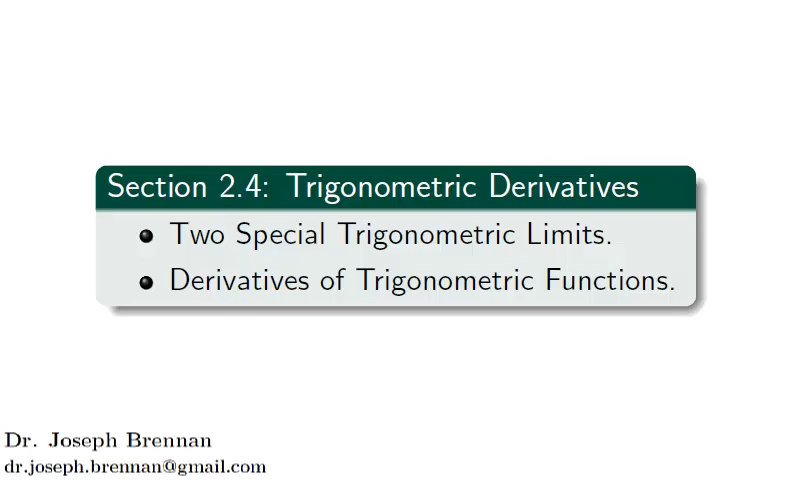 Section 2.4: Trigonometric Derivatives
Two Special Trigonometric Limits.
Derivatives of Trigonometric Functions.
Dr. Joseph Brennan
dr.joseph.brennan@gmail.com